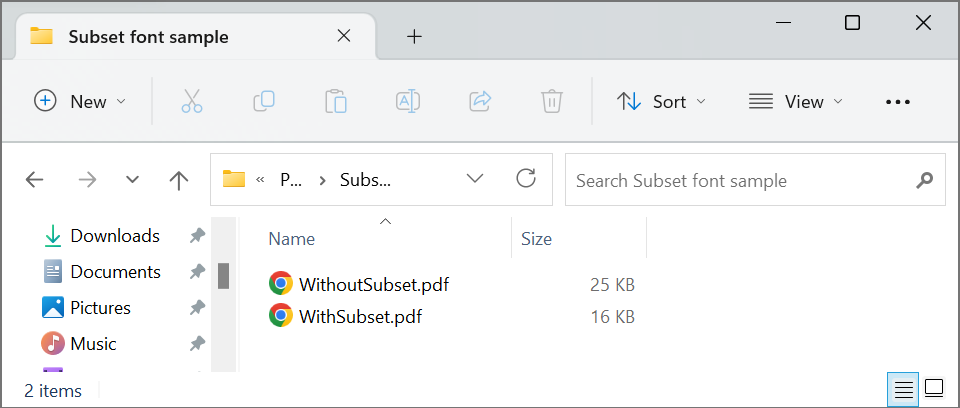 Subset font sample
New
Sort
View
« P... > Subs...
Search Subset font sample
Downloads
Documents
Pictures
Music
Name Size
WithoutSubset.pdf 25 KB
WithSubset.pdf 16 KB
2 items